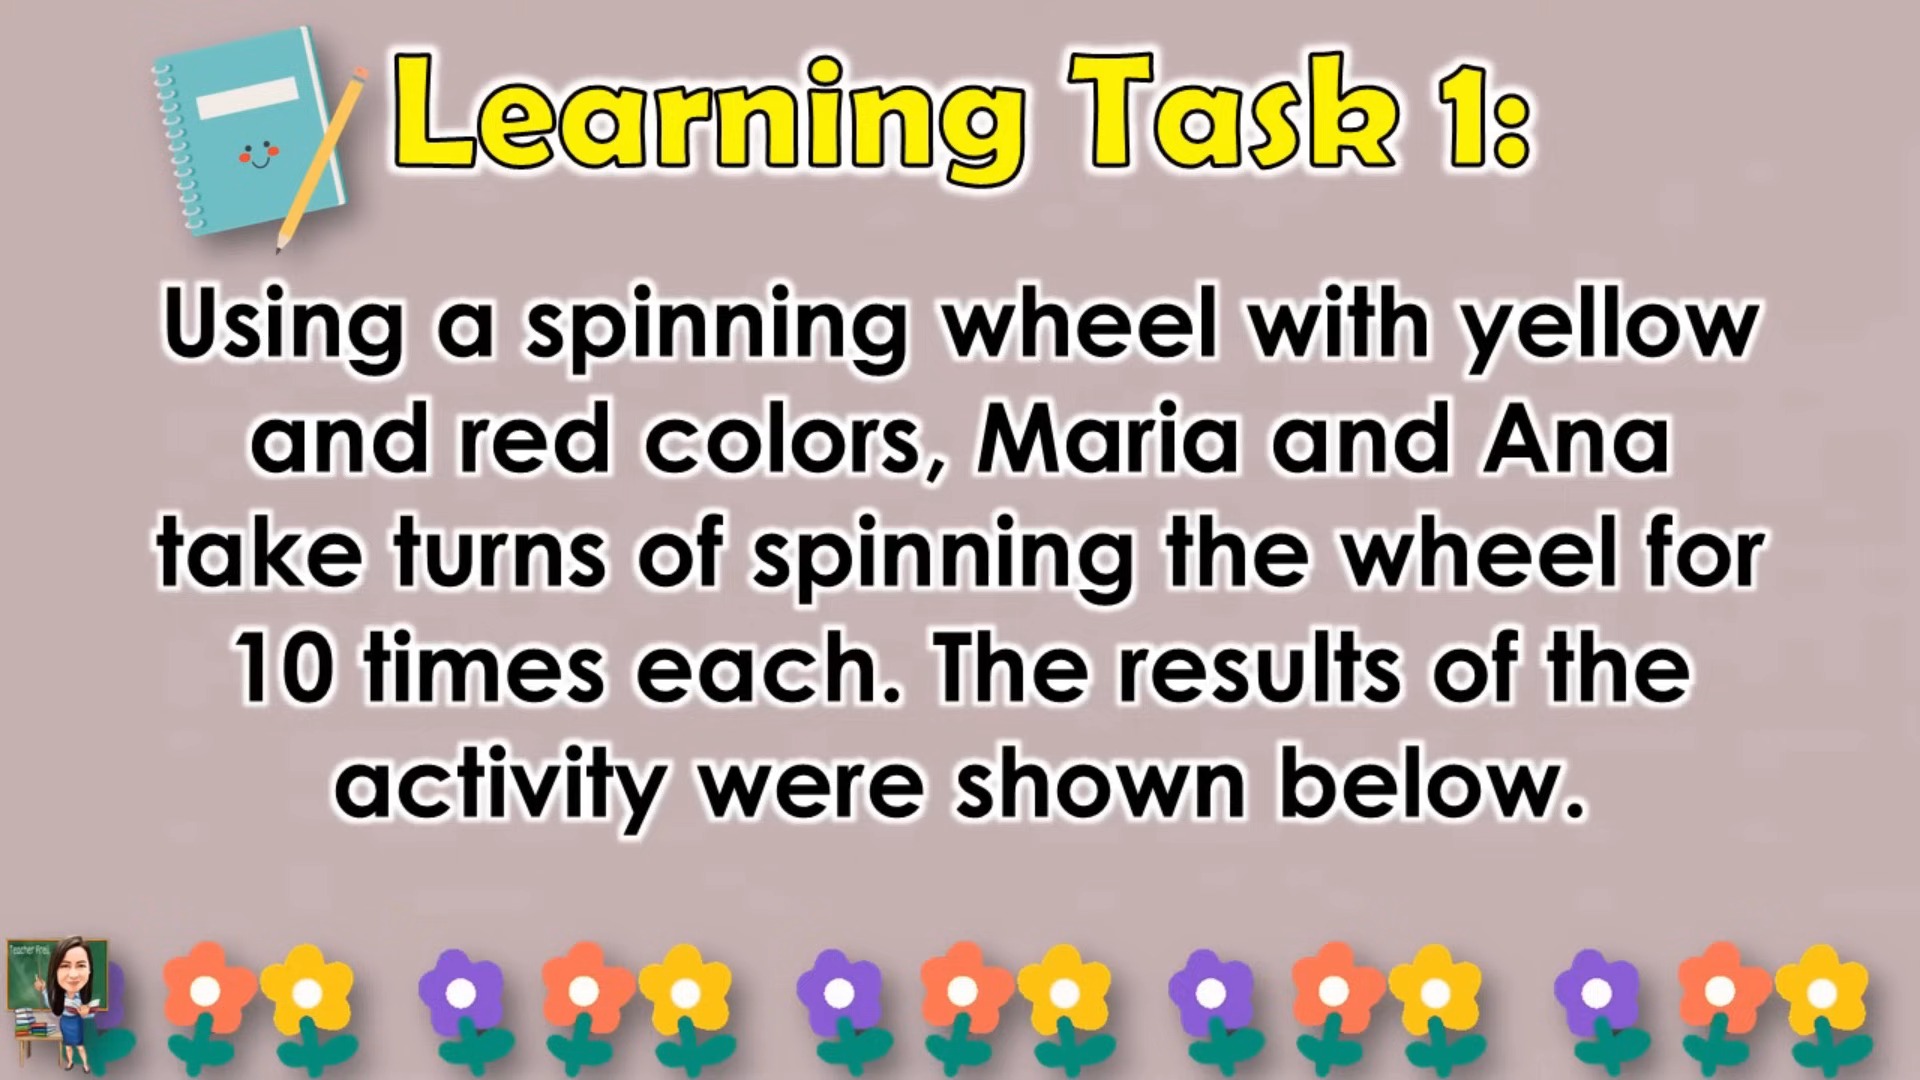 Learning Task 1:
Using a spinning wheel with yellow
and red colors, Maria and Ana
take turns of spinning the wheel for
10 times each. The results of the
activity were shown below.